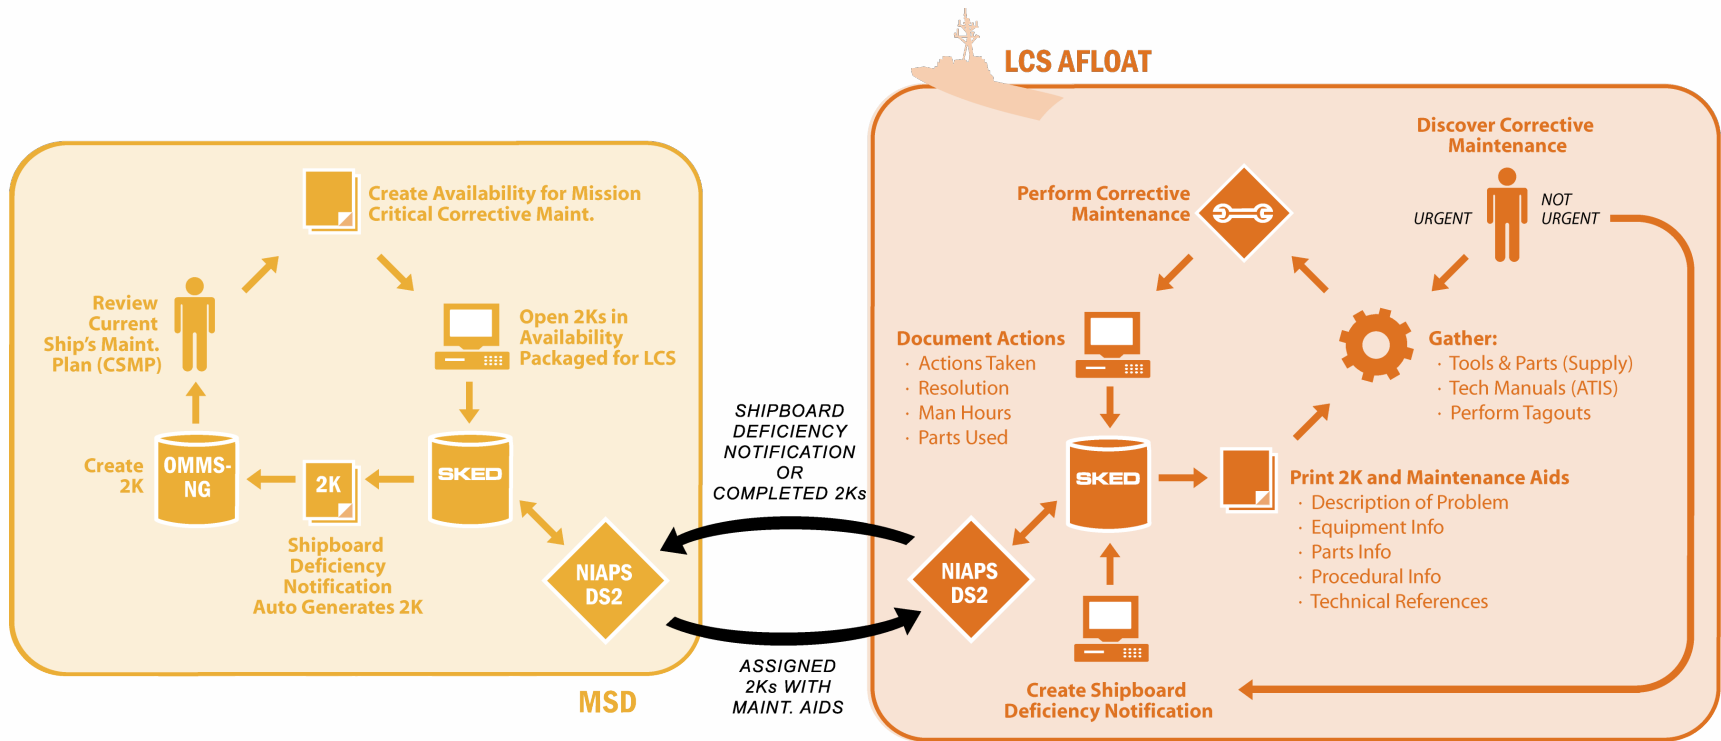 LCS AFLOAT
Discover Corrective
Maintenance
URGENT
NOT
URGENT
Perform Corrective
Maintenance
Document Actions
· Actions Taken
· Resolution
· Man Hours
· Parts Used
Gather:
· Tools & Parts (Supply)
· Tech Manuals (ATIS)
· Perform Tagouts
SKED
Print 2K and Maintenance Aids
· Description of Problem
· Equipment Info
· Parts Info
· Procedural Info
· Technical References
NIAPS
DS2
Create Shipboard
Deficiency Notification
SHIPBOARD
DEFICIENCY
NOTIFICATION
OR
COMPLETED 2Ks
ASSIGNED
2Ks WITH
MAINT. AIDS
Create Availability for Mission
Critical Corrective Maint.
Review
Current
Ship's Maint.
Plan (CSMP)
Open 2Ks in
Availability
Packaged for LCS
Create
2K
OMMS-
NG
2K
SKED
Shipboard
Deficiency
Notification
Auto Generates 2K
NIAPS
DS2
MSD